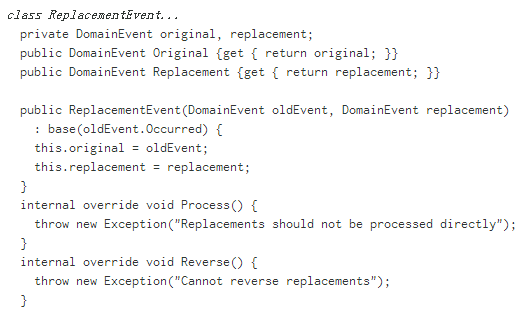 class ReplacementEvent...
  private DomainEvent original, replacement;
  public DomainEvent Original {get { return original; }}
  public DomainEvent Replacement {get { return replacement; }}

  public ReplacementEvent(DomainEvent oldEvent, DomainEvent replacement)
    : base(oldEvent.Occurred) {
    this.original = oldEvent;
    this.replacement = replacement;
  }
  internal override void Process() {
    throw new Exception("Replacements should not be processed directly");
  }
  internal override void Reverse() {
    throw new Exception("Cannot reverse replacements");
  }